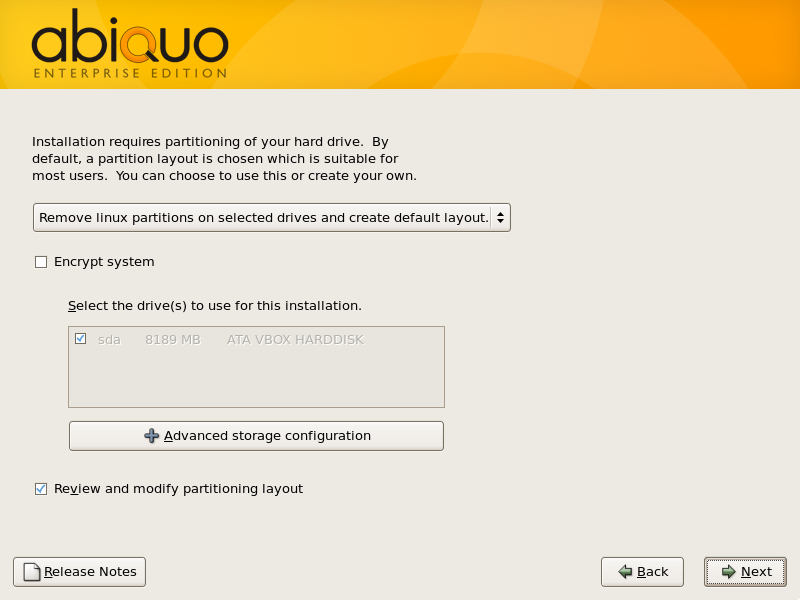 abiquo
ENTERPRISE EDITION
Installation requires partitioning of your hard drive.  By
default, a partition layout is chosen which is suitable for
most users.  You can choose to use this or create your own.
Remove linux partitions on selected drives and create default layout.
Encrypt system
Select the drive(s) to use for this installation.
sda 8189 MB ATA VBOX HARDDISK
Advanced storage configuration
Review and modify partitioning layout
Release Notes Back Next